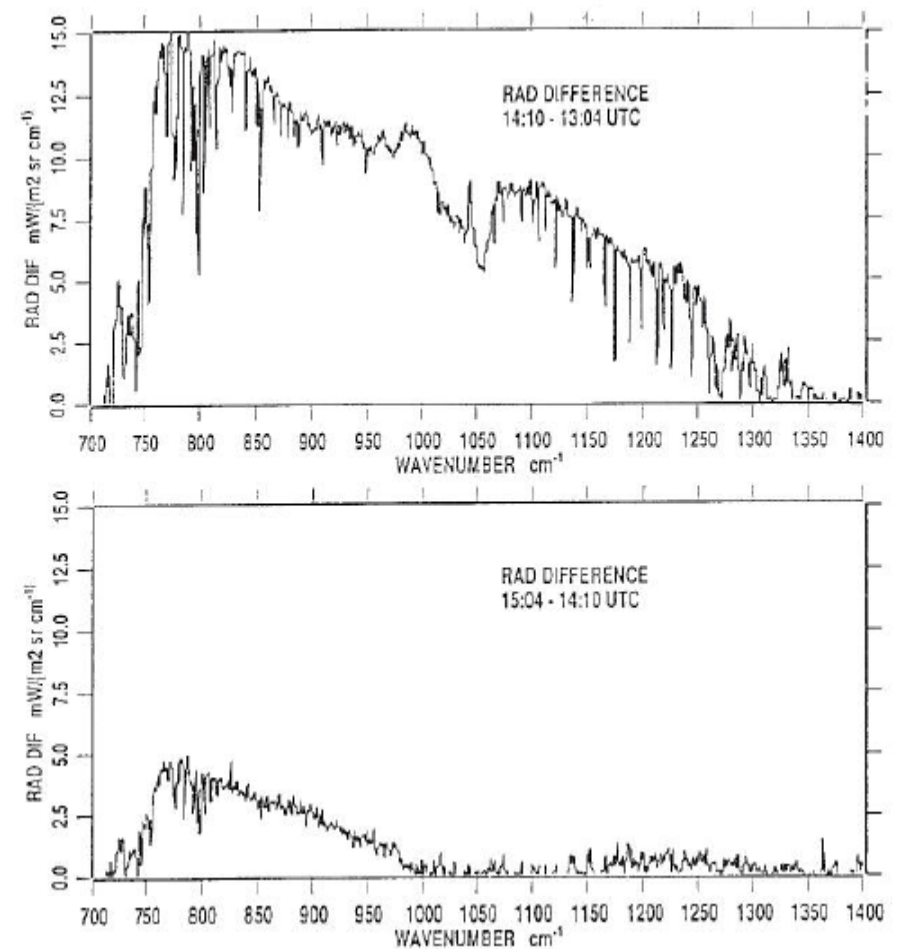 15.0
12.5
10.0
7.5
5.0
2.5
0.0
RAD DIF mW/[m2 sr cm-1)
RAD DIFFERENCE
14:10 - 13:04 UTC
700 750 800 850 900 950 1000 1050 1100 1150 1200 1250 1300 1350 1400
WAVENUMBER cm-1
15.0
12.5
10.0
7.5
5.0
2.5
0.0
RAD DIF mW/[m2 sr cm-1)
RAD DIFFERENCE
15:04 - 14:10 UTC
700 750 800 850 900 950 1000 1050 1100 1150 1200 1250 1300 1350 1400
WAVENUMBER cm-1